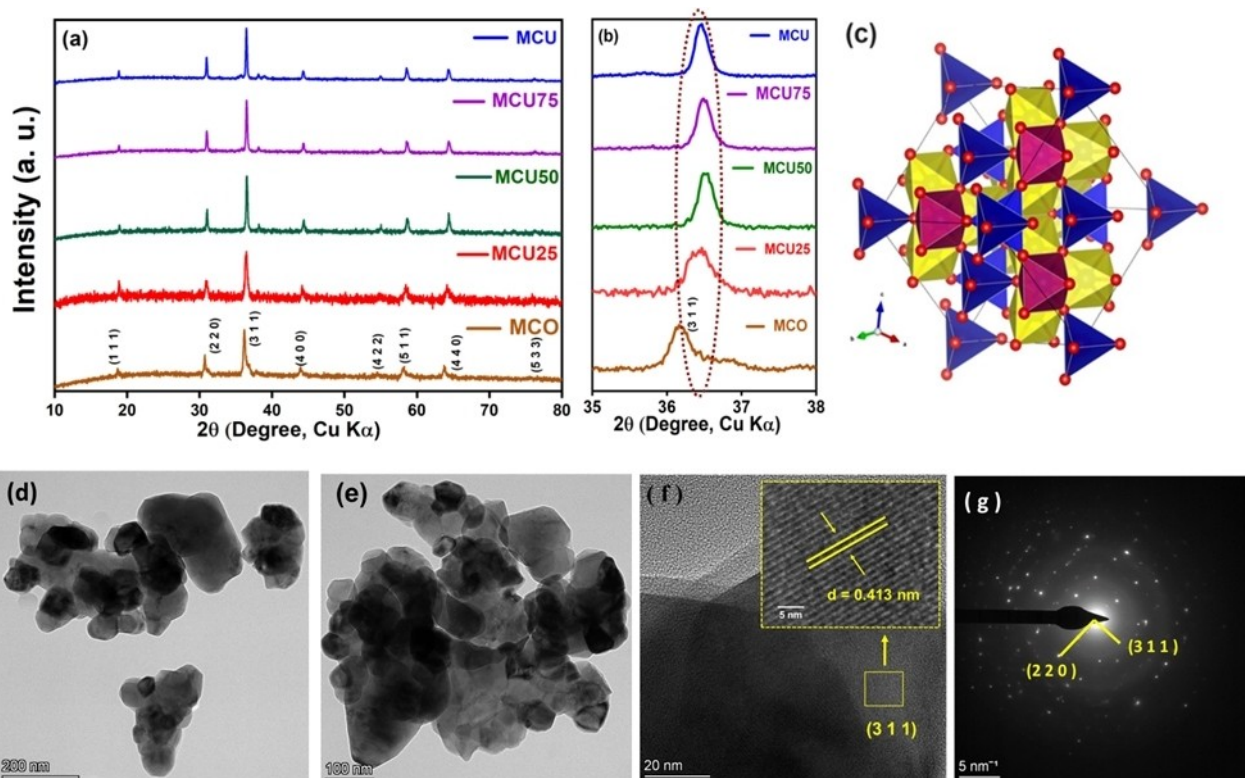 (a)
Intensity (a. u.)
MCU
MCU75
MCU50
MCU25
MCO
(1 1 1)
(2 2 0)
(3 1 1)
(4 0 0)
(4 2 2)
(5 1 1)
(4 4 0)
(5 3 3)
10 20 30 40 50 60 70 80
2θ (Degree, Cu Kα)
(b)
MCU
MCU75
MCU50
MCU25
MCO
(3 1 1)
35 36 37 38
2θ (Degree, Cu Kα)
(c)
c
b
a
(d)
200 nm
(e)
100 nm
( f )
d = 0.413 nm
5 nm
(3 1 1)
20 nm
( g )
(2 2 0)
(3 1 1)
5 nm⁻¹